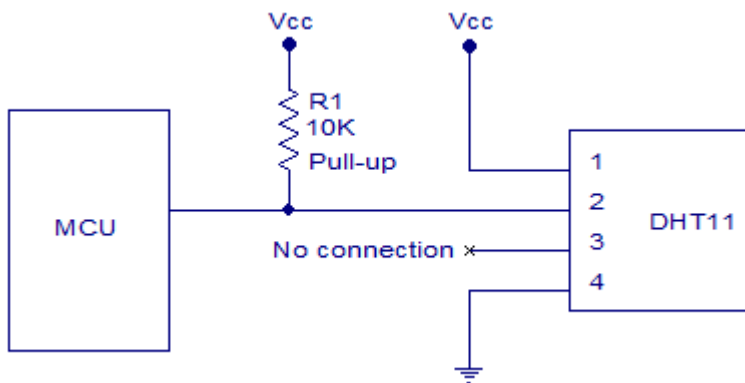 Vcc
Vcc
R1
10K
Pull-up
1
2
MCU
DHT11
No connection
3
4